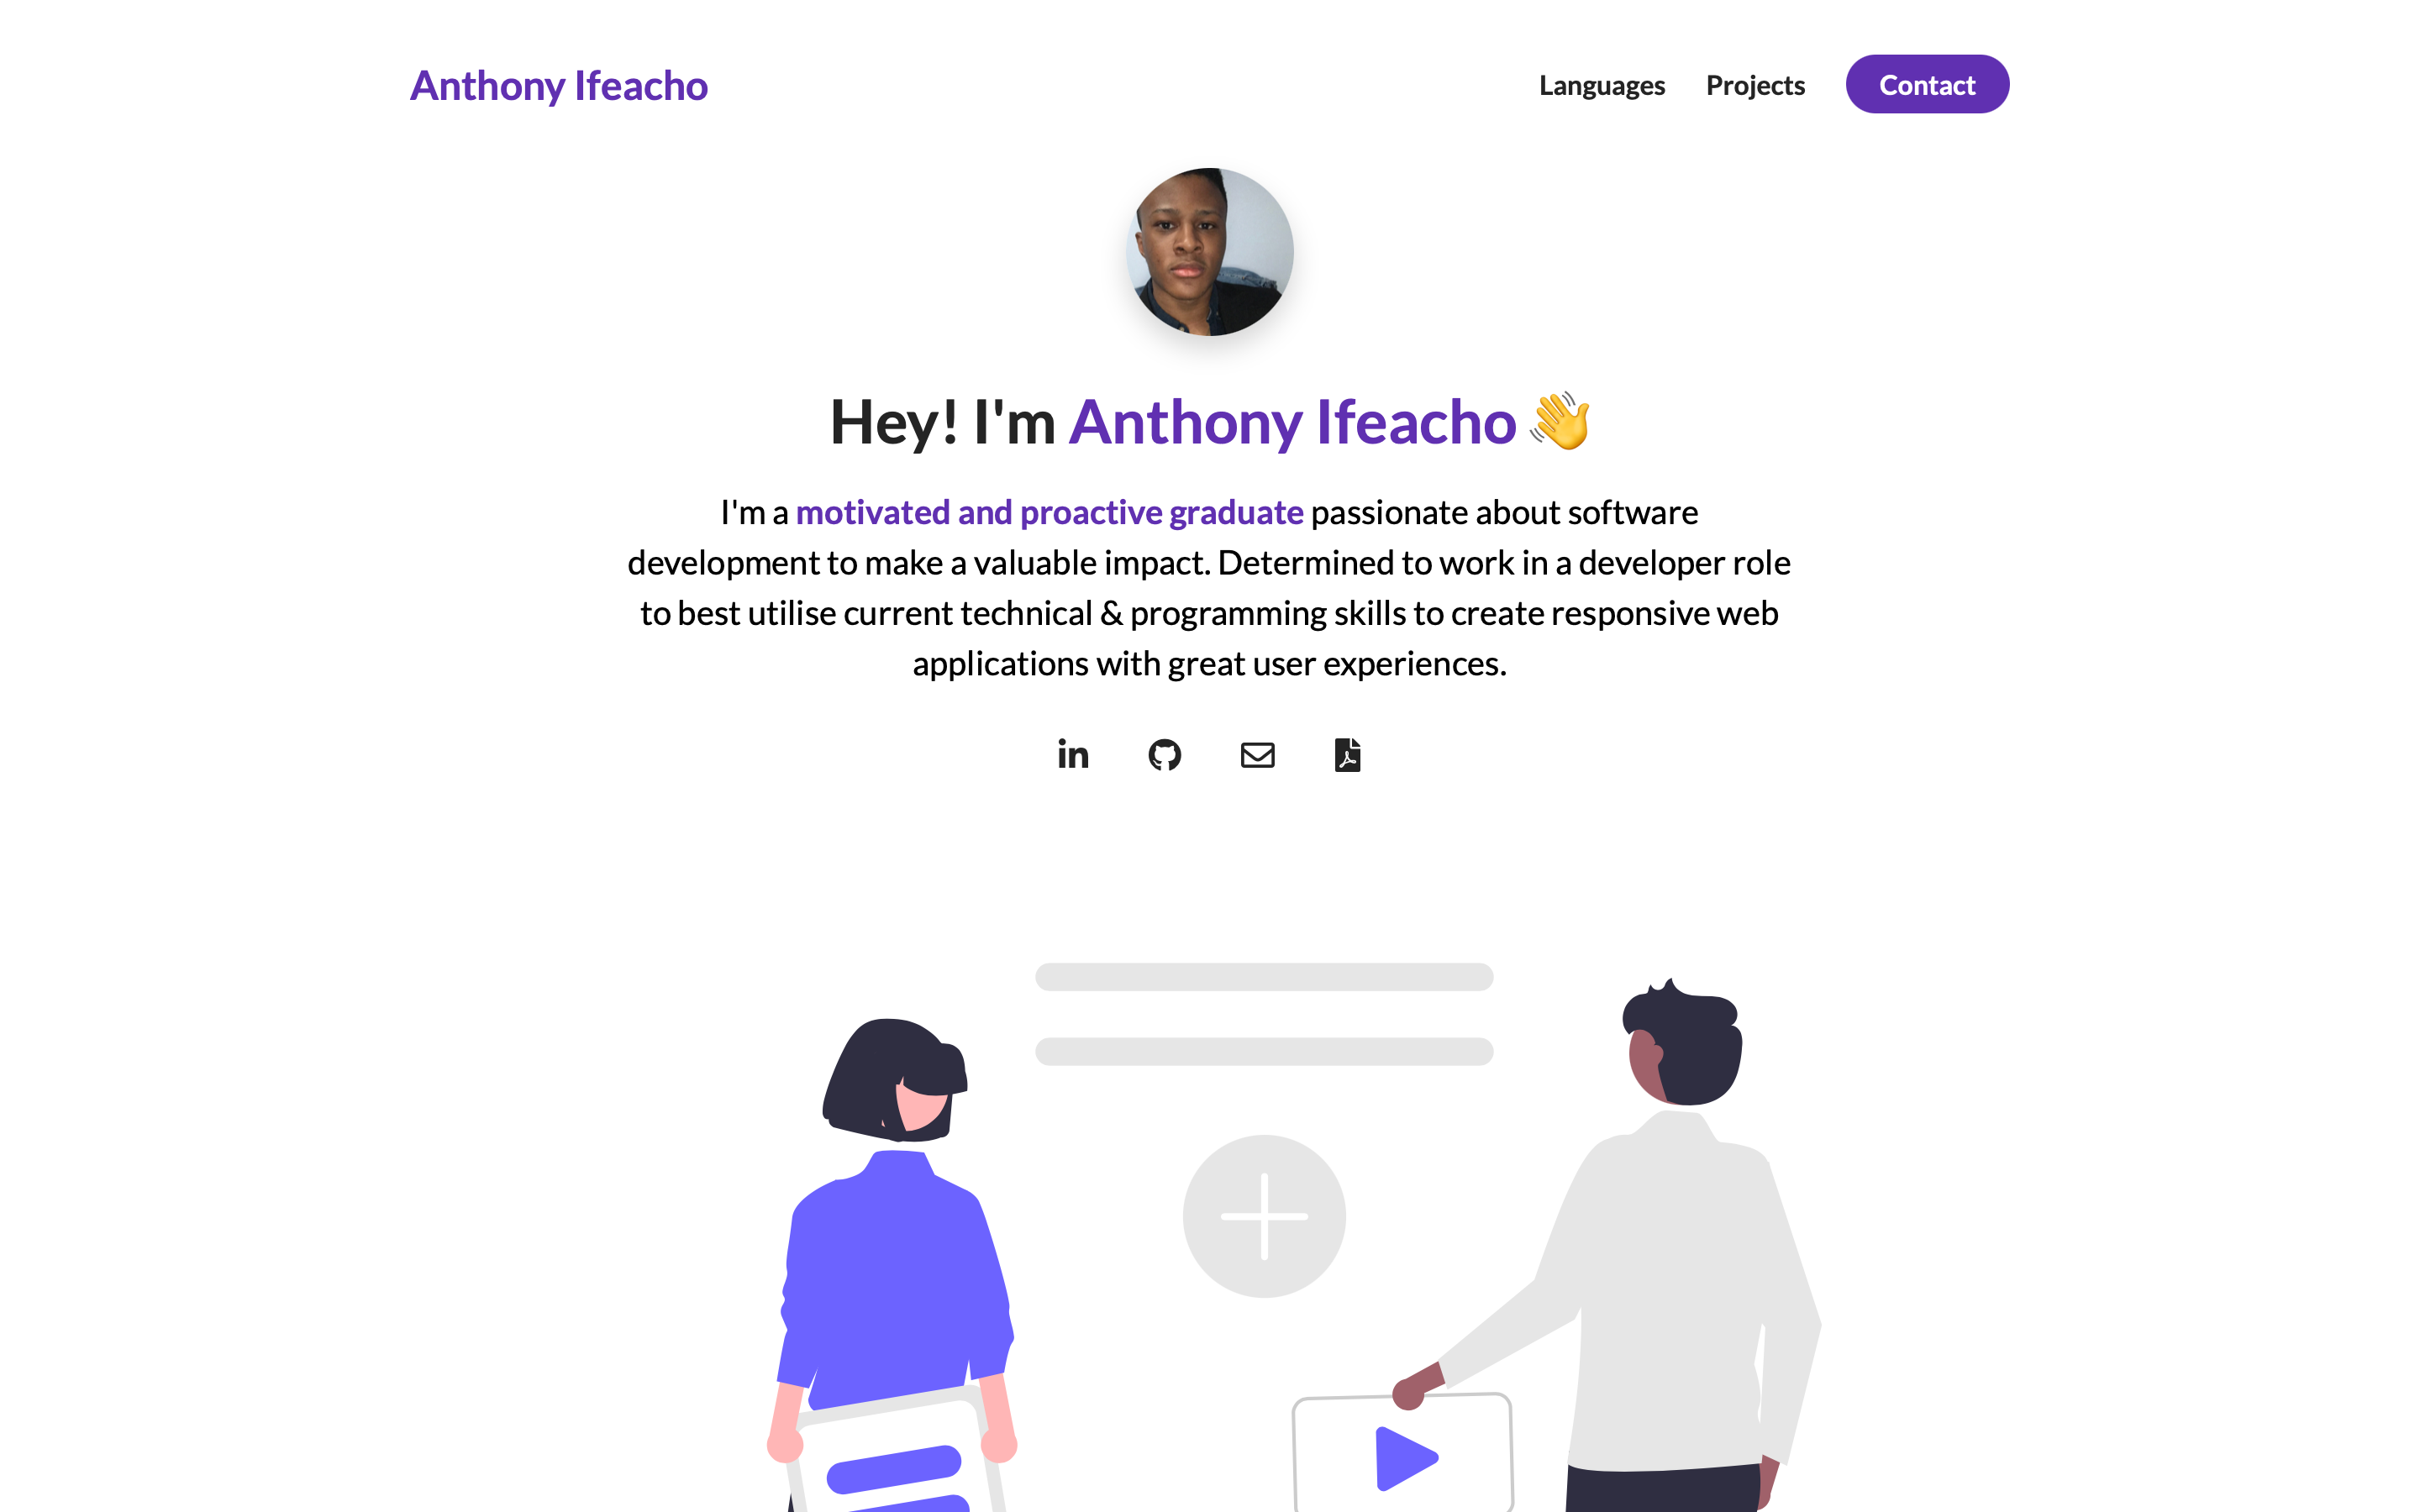 Anthony Ifeacho
Languages Projects Contact
Hey! I'm Anthony Ifeacho 👋
I'm a motivated and proactive graduate passionate about software
development to make a valuable impact. Determined to work in a developer role
to best utilise current technical & programming skills to create responsive web
applications with great user experiences.
in